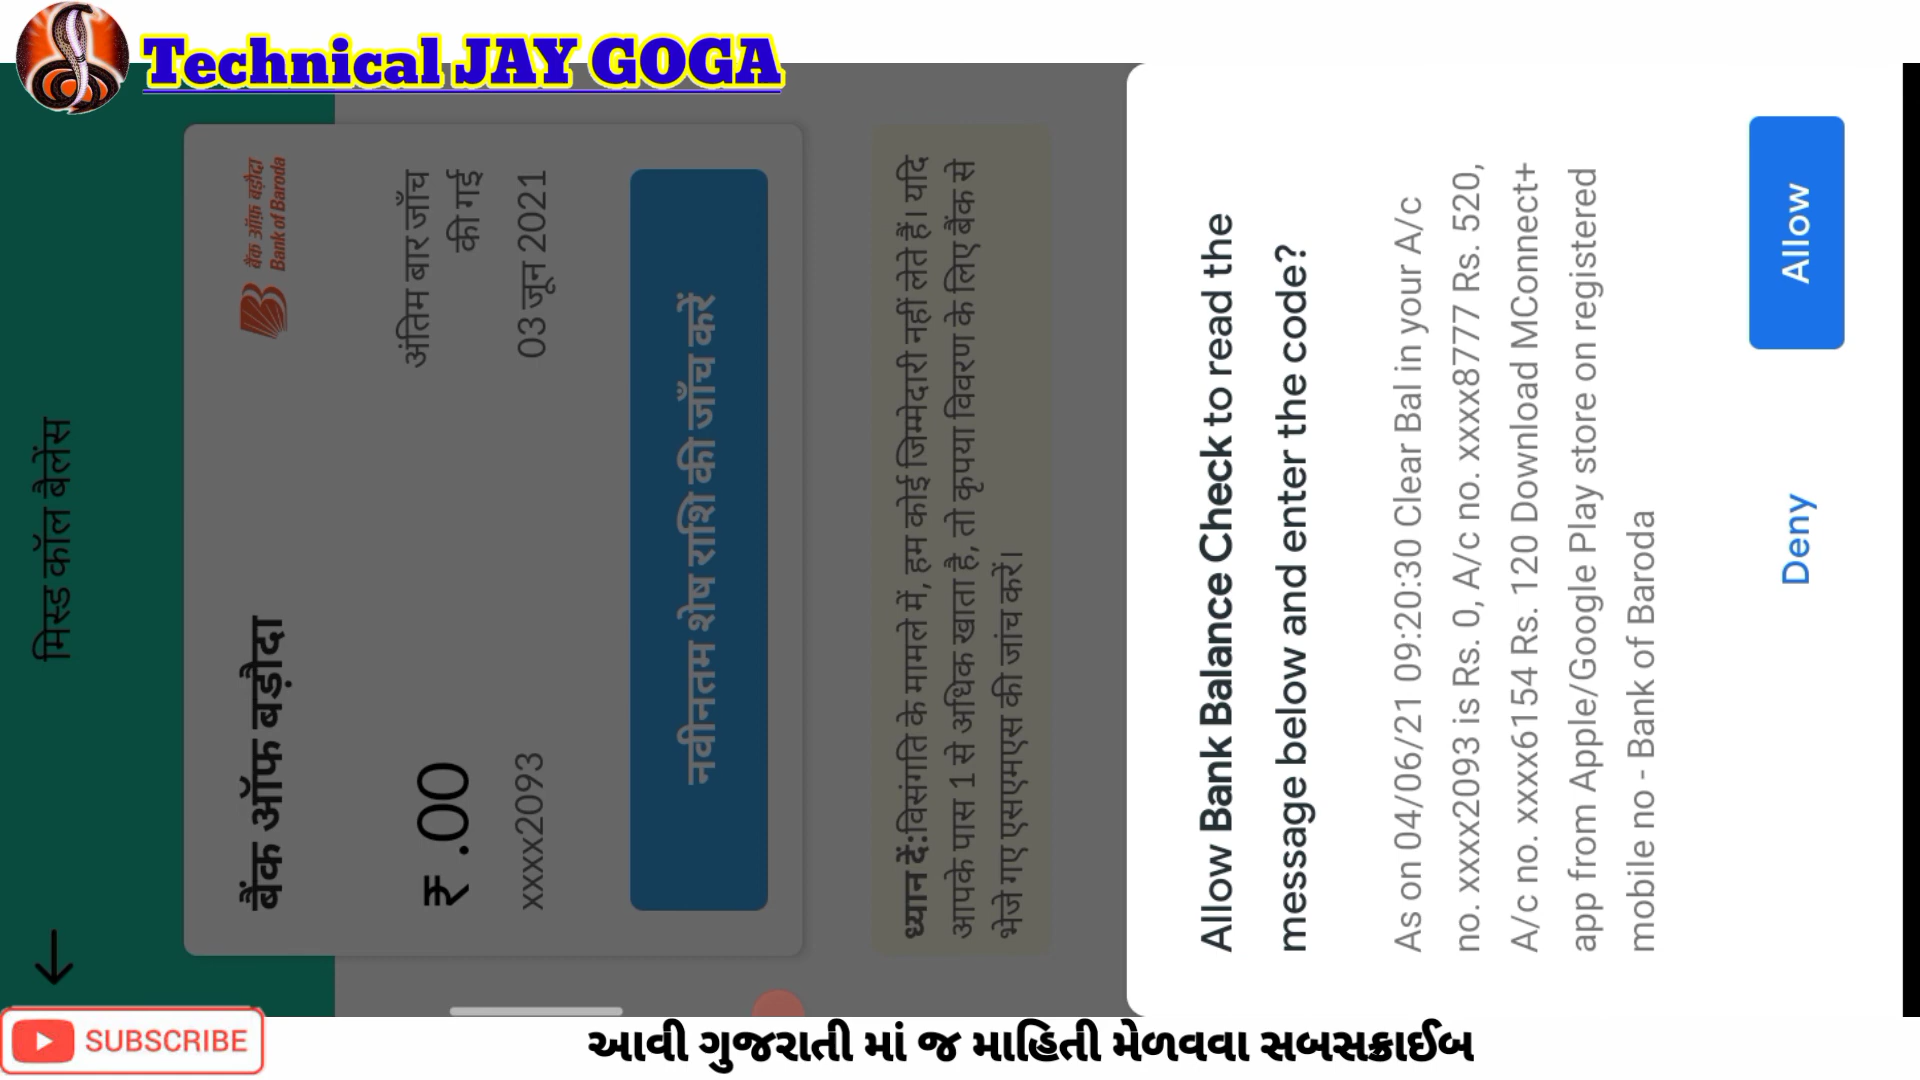 Technical JAY GOGA
मिस्ड कॉल बैलेंस
बैंक ऑफ बड़ौदा
बैंक ऑफ़ बड़ौदा
Bank of Baroda
₹ .00
अंतिम बार जाँच
की गई
xxxx2093
03 जून 2021
नवीनतम शेष राशि की जाँच करें
ध्यान दें:विसंगति के मामले में, हम कोई जिम्मेदारी नहीं लेते हैं। यदि
आपके पास 1 से अधिक खाता है, तो कृपया विवरण के लिए बैंक से
भेजे गए एसएमएस की जांच करें।
Allow Bank Balance Check to read the
message below and enter the code?
As on 04/06/21 09:20:30 Clear Bal in your A/c
no. xxxx2093 is Rs. 0, A/c no. xxxx8777 Rs. 520,
A/c no. xxxx6154 Rs. 120 Download MConnect+
app from Apple/Google Play store on registered
mobile no - Bank of Baroda
Deny
Allow
SUBSCRIBE
આવી ગુજરાતી માં જ માહિતી મેળવવા સબસક્રાઈબ